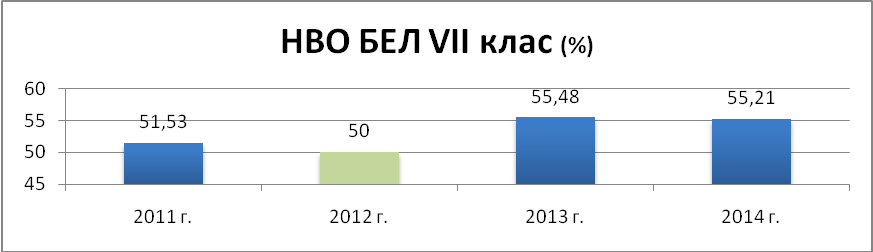 НВО БЕЛ VII клас (%)
60
55
50
45
51,53
50
55,48
55,21
2011 г.
2012 г.
2013 г.
2014 г.